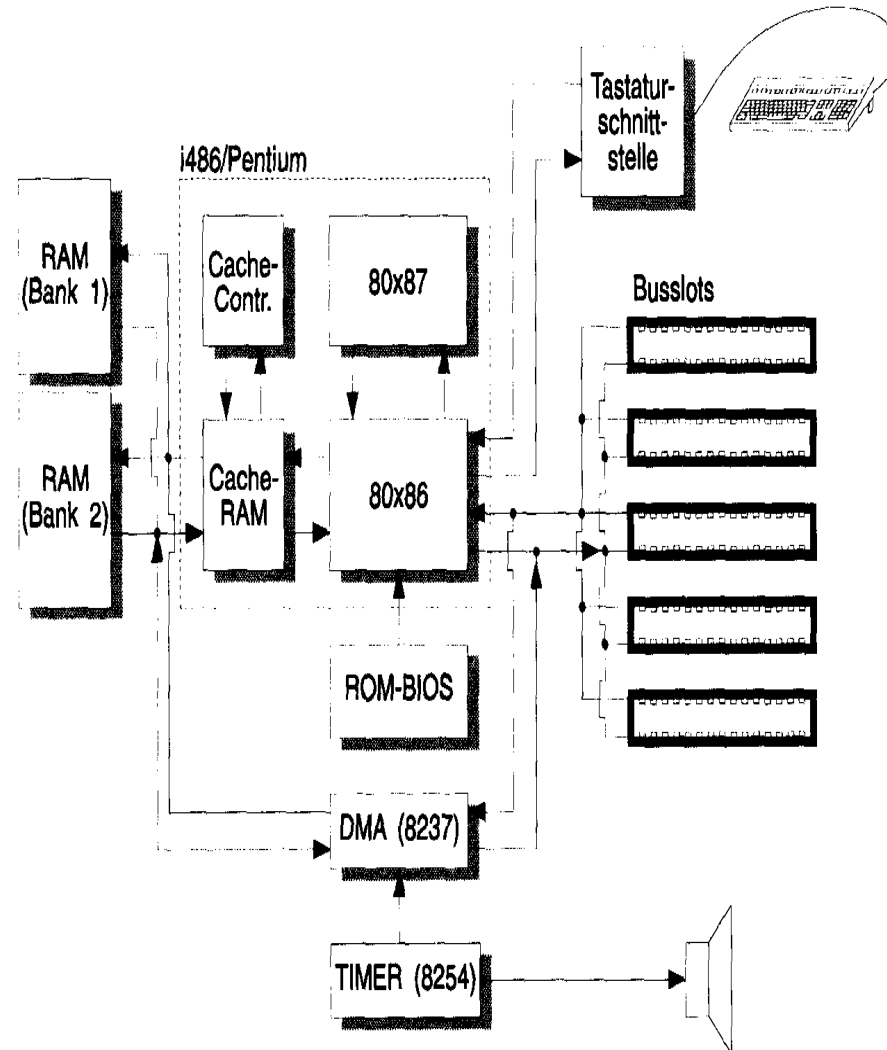 Tastatur-
schnitt-
stelle
i486/Pentium
RAM
(Bank 1)
Cache-
Contr.
80x87
Busslots
RAM
(Bank 2)
Cache-
RAM
80x86
ROM-BIOS
DMA (8237)
TIMER (8254)